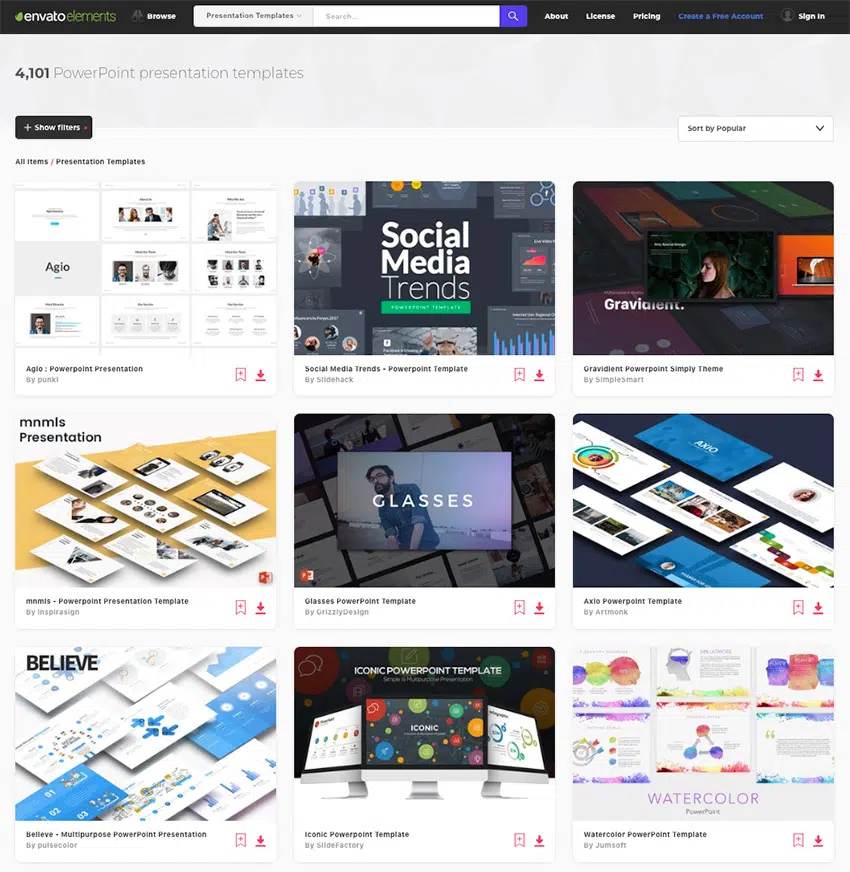 envatoelements
Browse
Presentation Templates
Search...
About
License
Pricing
Create a Free Account
Sign In
4,101 PowerPoint presentation templates
+ Show filters
Sort by Popular
All Items / Presentation Templates
Agio
Social
Media
Trends
POWERPOINT TEMPLATE
Gravidient.
Agio : Powerpoint Presentation
By punkl
Social Media Trends - Powerpoint Template
By Slidehack
Gravidient Powerpoint Simply Theme
By SimpleSmart
mnmls
Presentation
GLASSES
AXIO
mnmls - Powerpoint Presentation Template
By Inspirasign
Glasses PowerPoint Template
By GrizzlyDesign
Axio Powerpoint Template
By Artmonk
BELIEVE
01
02
03
ICONIC POWERPOINT TEMPLATE
Simple & Multipurpose Presentation
ICONIC
WATERCOLOR
PowerPoint
Believe - Multipurpose PowerPoint Presentation
By pulsecolor
Iconic Powerpoint Template
By SlideFactory
Watercolor PowerPoint Template
By Jumsoft